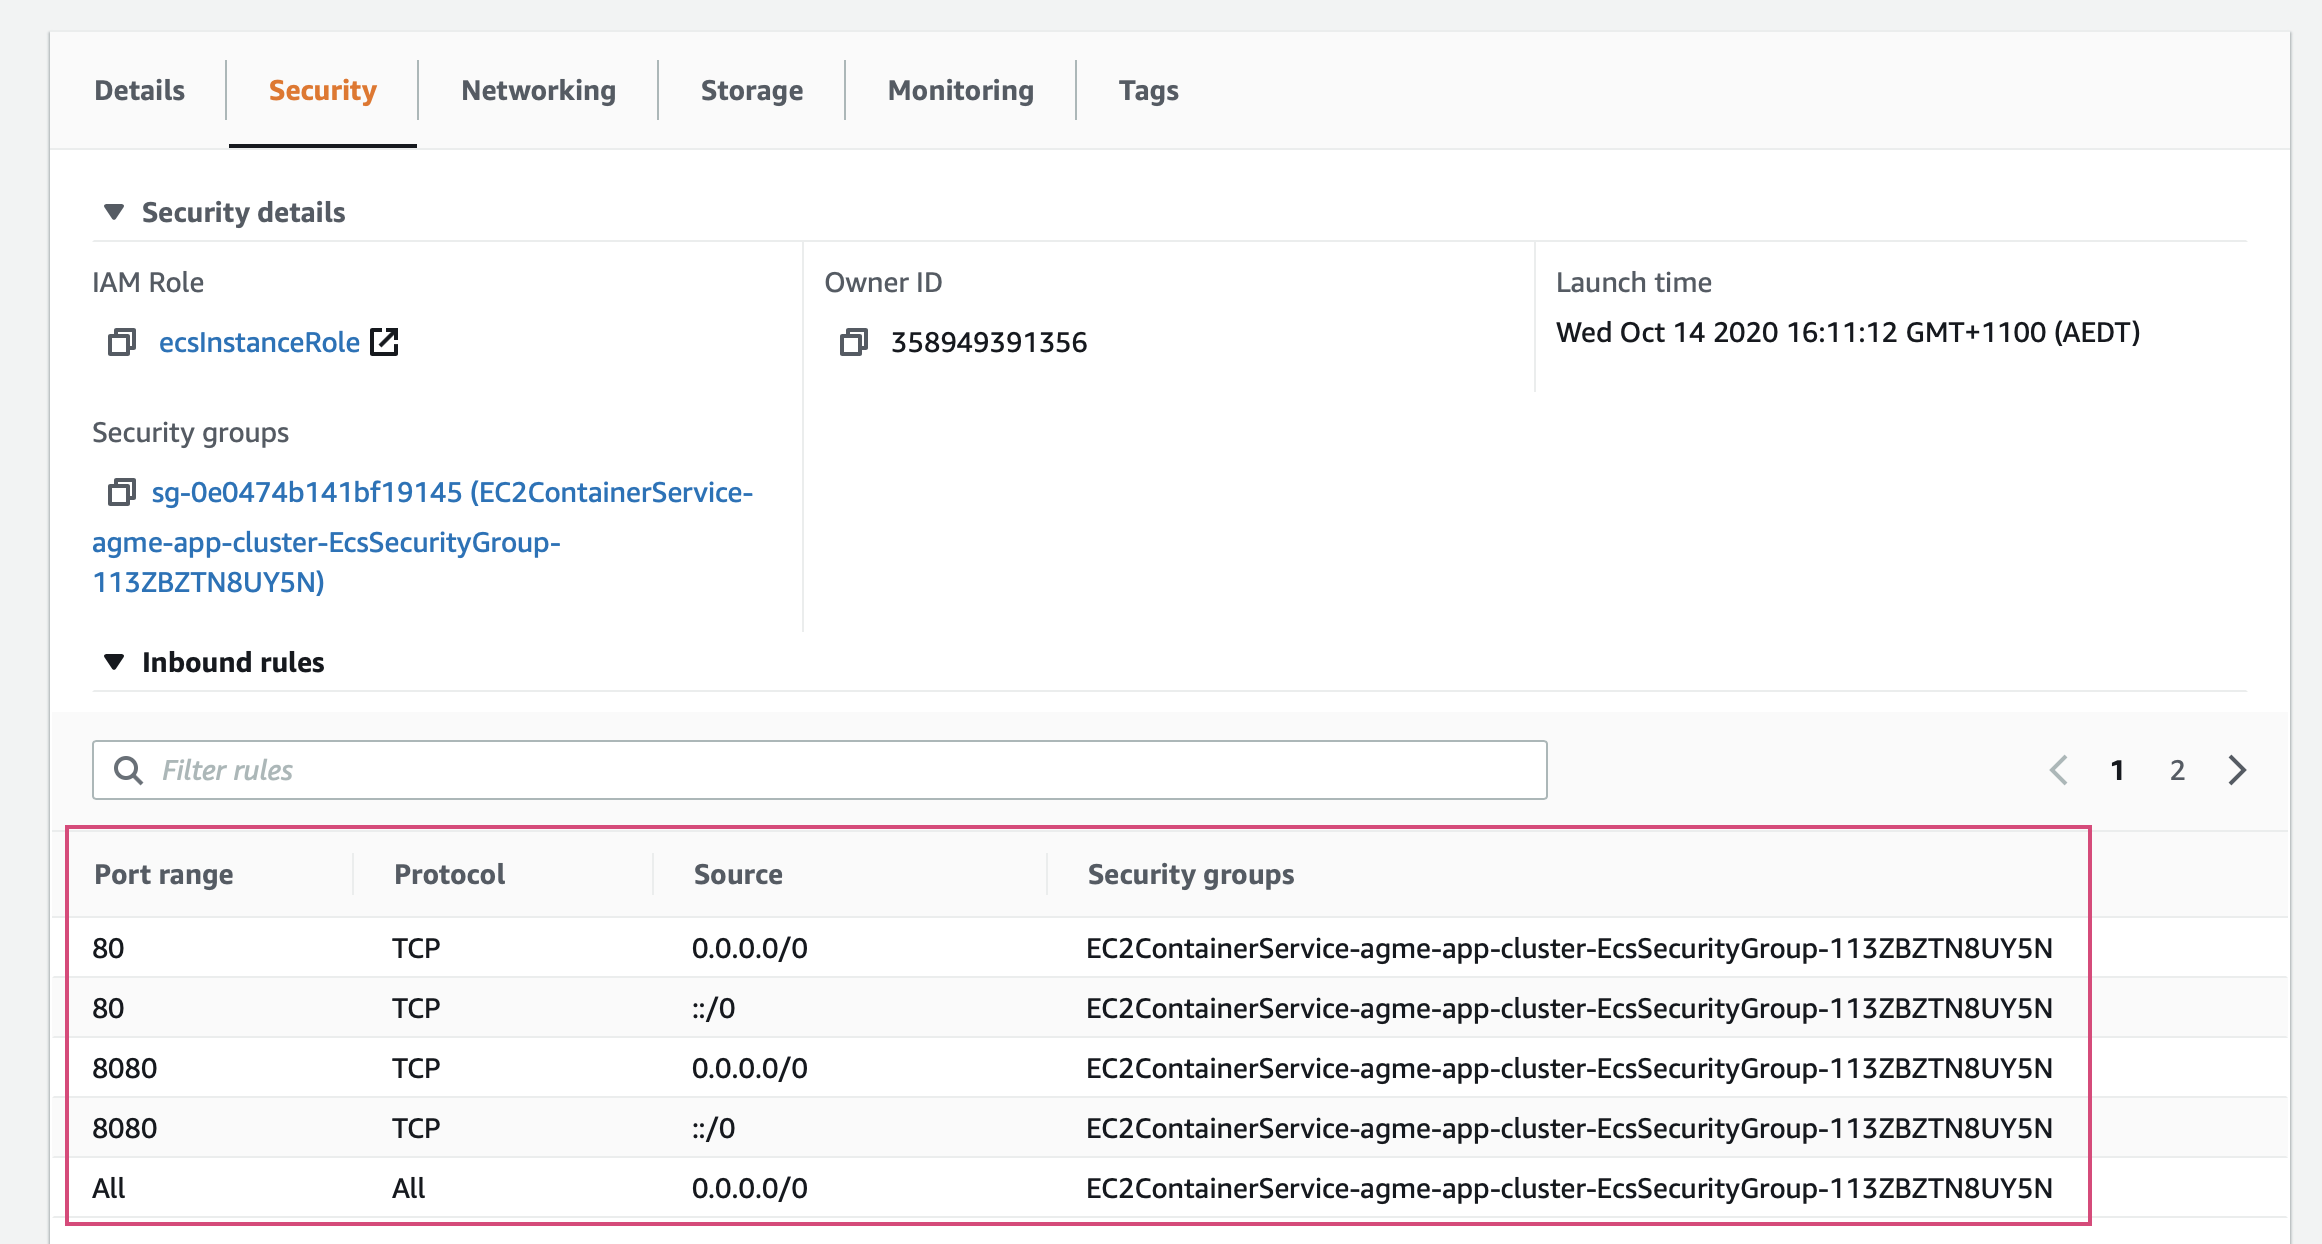 Details Security Networking Storage Monitoring Tags
Security details
IAM Role
ecsInstanceRole
Owner ID
358949391356
Launch time
Wed Oct 14 2020 16:11:12 GMT+1100 (AEDT)
Security groups
sg-0e0474b141bf19145 (EC2ContainerService-
agme-app-cluster-EcsSecurityGroup-
113ZBZTN8UY5N)
Inbound rules
Filter rules
1 2
Port range Protocol Source Security groups
80 TCP 0.0.0.0/0 EC2ContainerService-agme-app-cluster-EcsSecurityGroup-113ZBZTN8UY5N
80 TCP ::/0 EC2ContainerService-agme-app-cluster-EcsSecurityGroup-113ZBZTN8UY5N
8080 TCP 0.0.0.0/0 EC2ContainerService-agme-app-cluster-EcsSecurityGroup-113ZBZTN8UY5N
8080 TCP ::/0 EC2ContainerService-agme-app-cluster-EcsSecurityGroup-113ZBZTN8UY5N
All All 0.0.0.0/0 EC2ContainerService-agme-app-cluster-EcsSecurityGroup-113ZBZTN8UY5N